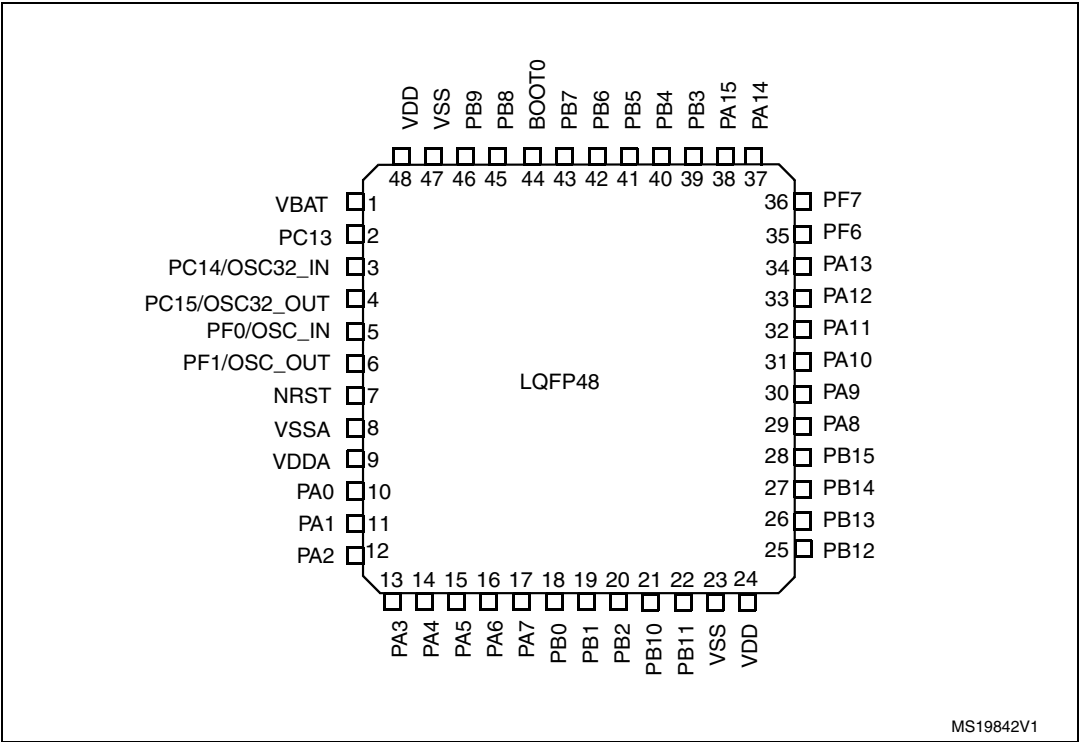 VDD
VSS
PB9
PB8
BOOT0
PB7
PB6
PB5
PB4
PB3
PA15
PA14
48 47 46 45 44 43 42 41 40 39 38 37
VBAT 1
PC13 2
PC14/OSC32_IN 3
PC15/OSC32_OUT 4
PF0/OSC_IN 5
PF1/OSC_OUT 6
NRST 7
VSSA 8
VDDA 9
PA0 10
PA1 11
PA2 12
LQFP48
36 PF7
35 PF6
34 PA13
33 PA12
32 PA11
31 PA10
30 PA9
29 PA8
28 PB15
27 PB14
26 PB13
25 PB12
13 14 15 16 17 18 19 20 21 22 23 24
PA3
PA4
PA5
PA6
PA7
PB0
PB1
PB2
PB10
PB11
VSS
VDD
MS19842V1